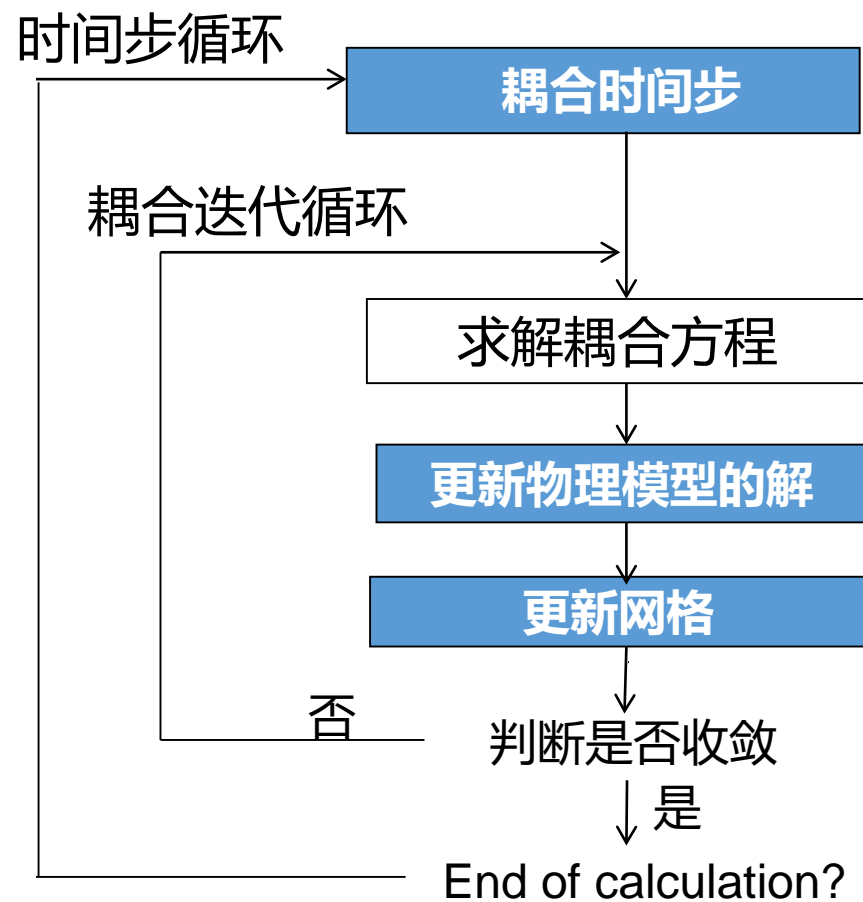 时间步循环
耦合时间步
耦合迭代循环
求解耦合方程
更新物理模型的解
更新网格
否
判断是否收敛
是
End of calculation?